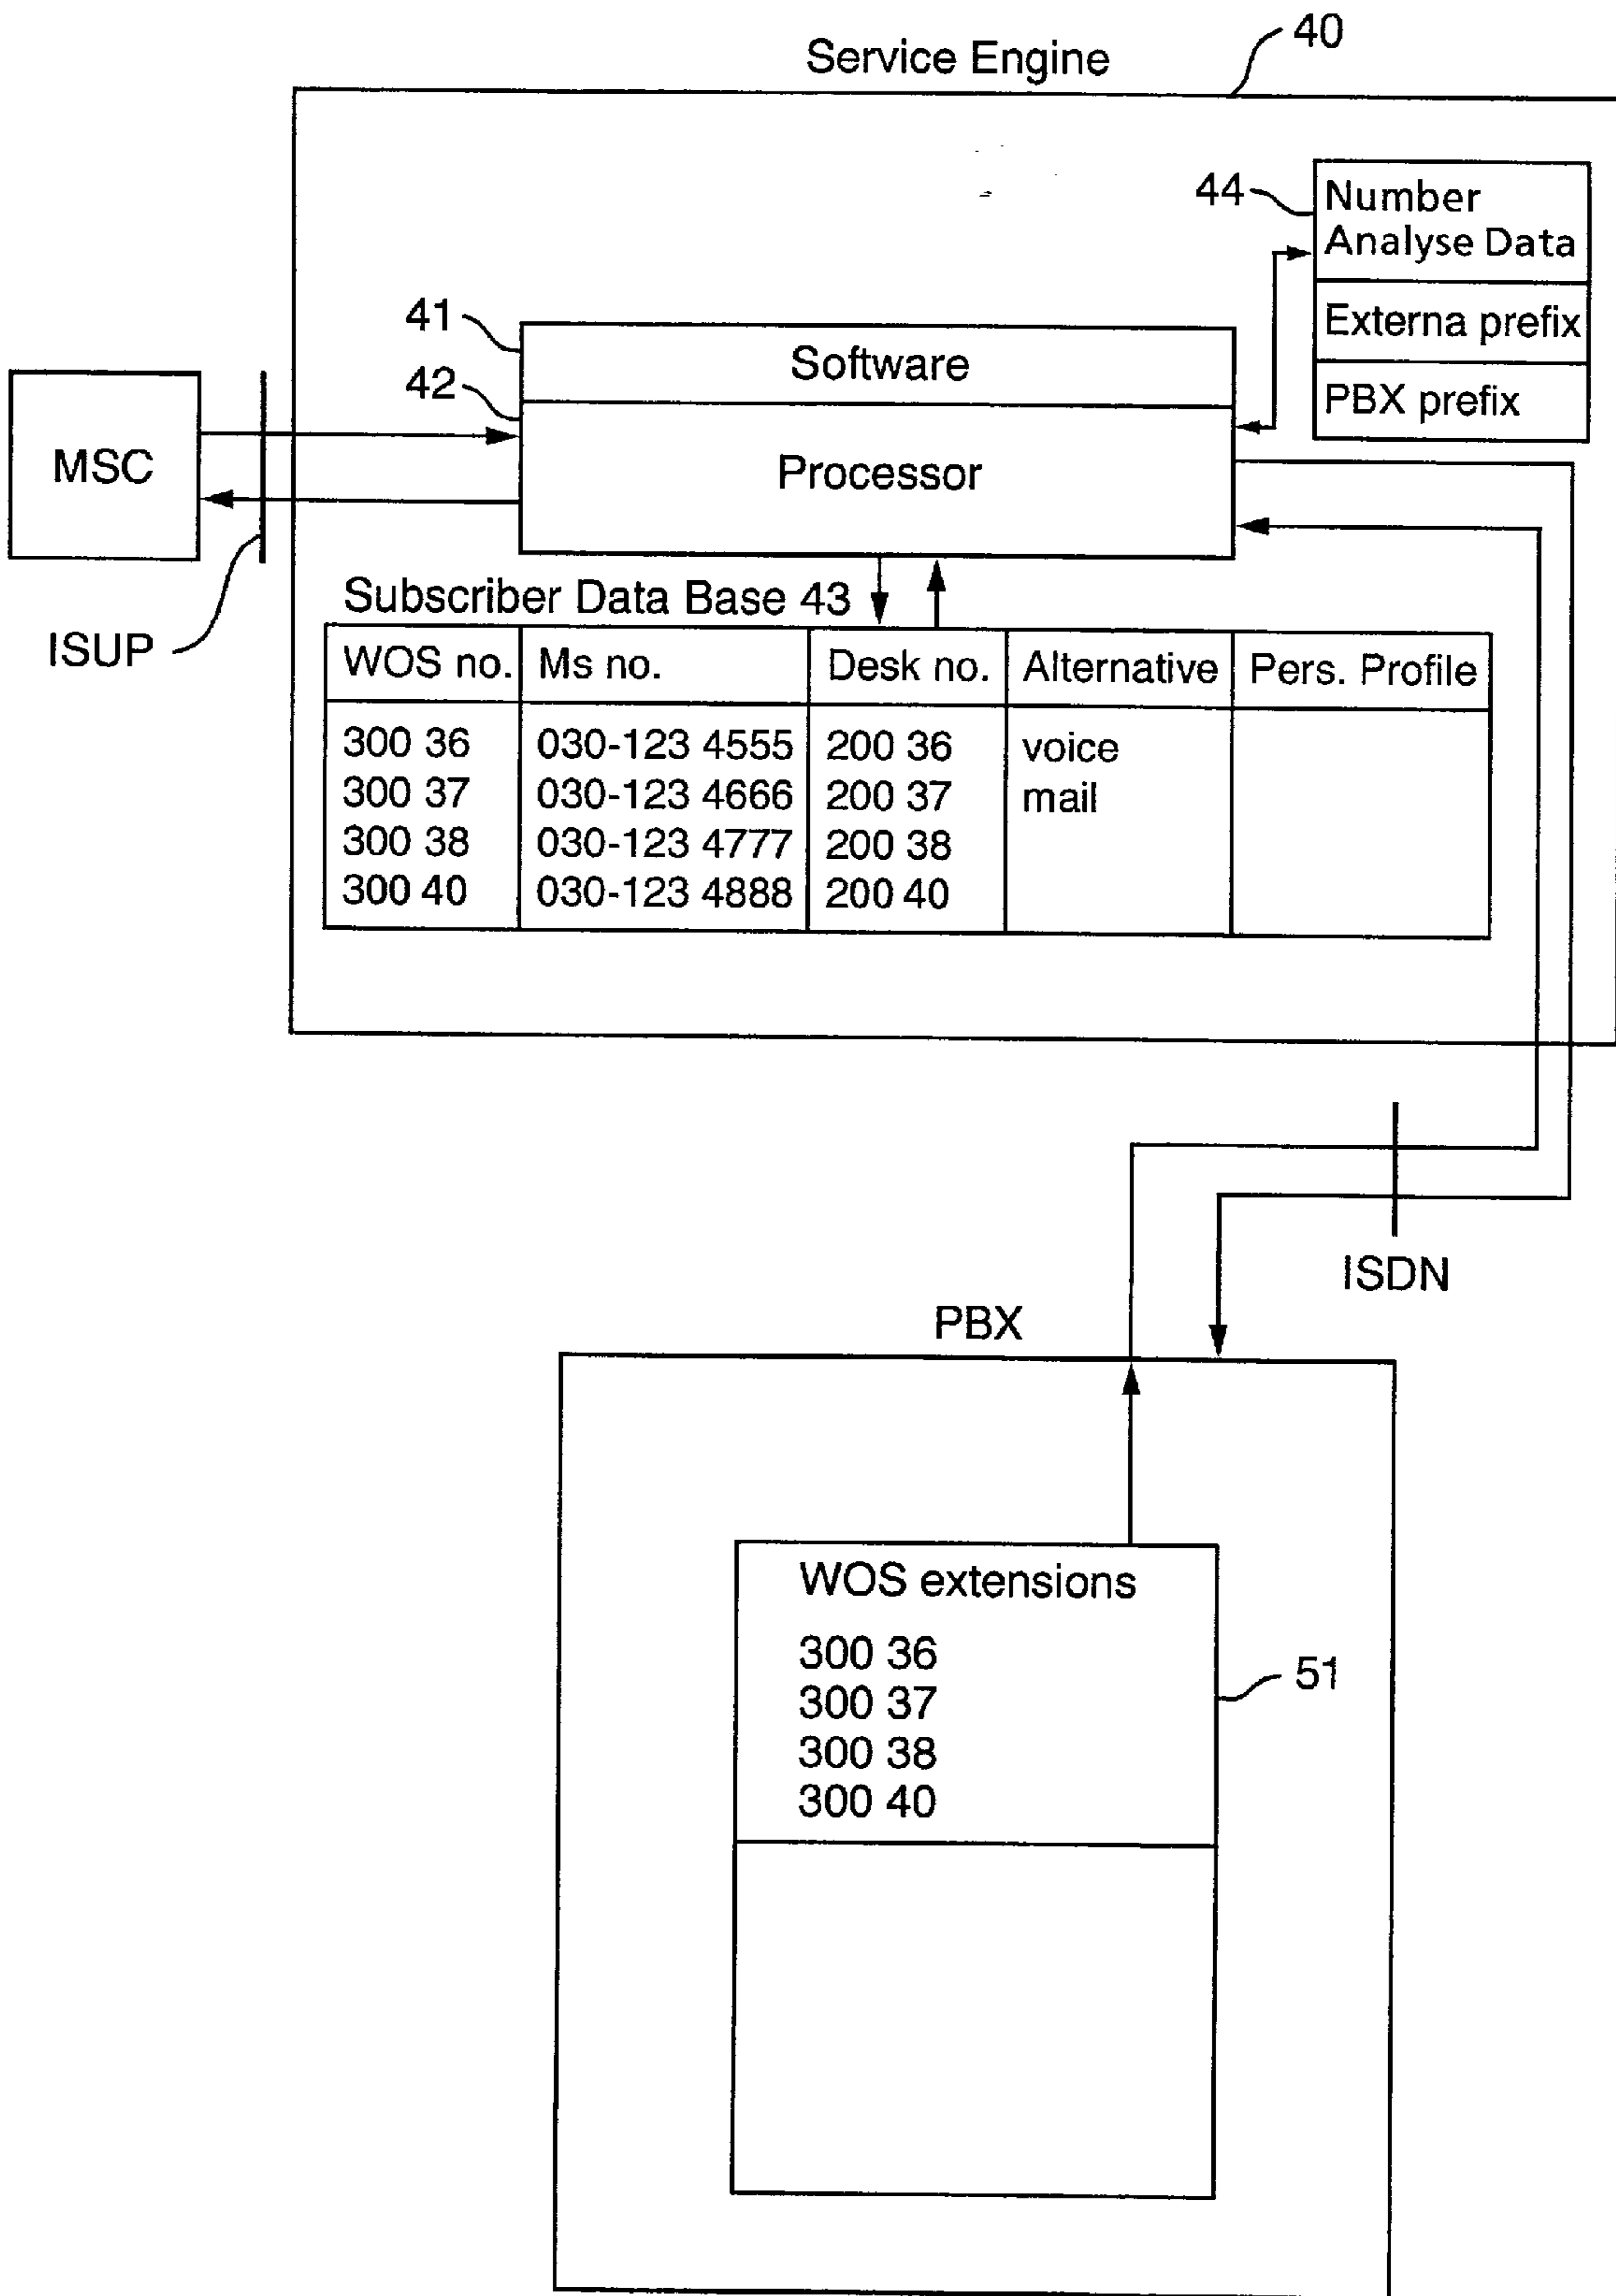 Service Engine
40
44
Number
Analyse Data
Externa prefix
PBX prefix
41
Software
42
Processor
MSC
ISUP
Subscriber Data Base 43
WOS no. Ms no. Desk no. Alternative Pers. Profile
300 36 030-123 4555 200 36 voice
300 37 030-123 4666 200 37 mail
300 38 030-123 4777 200 38
300 40 030-123 4888 200 40
ISDN
PBX
WOS extensions
300 36
300 37
300 38
300 40
51